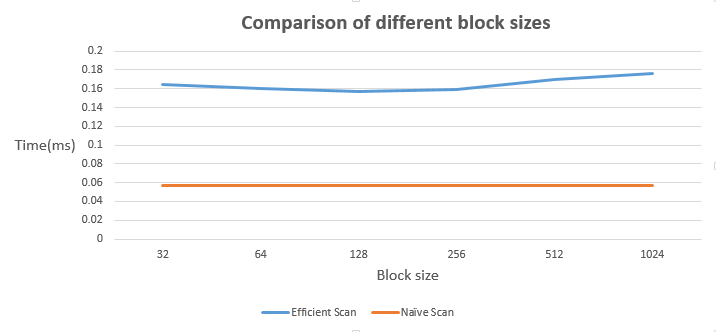 Comparison of different block sizes
0.2
0.18
0.16
0.14
0.12
Time(ms)
0.1
0.08
0.06
0.04
0.02
0
32 64 128 256 512 1024
Block size
Efficient Scan Naïve Scan